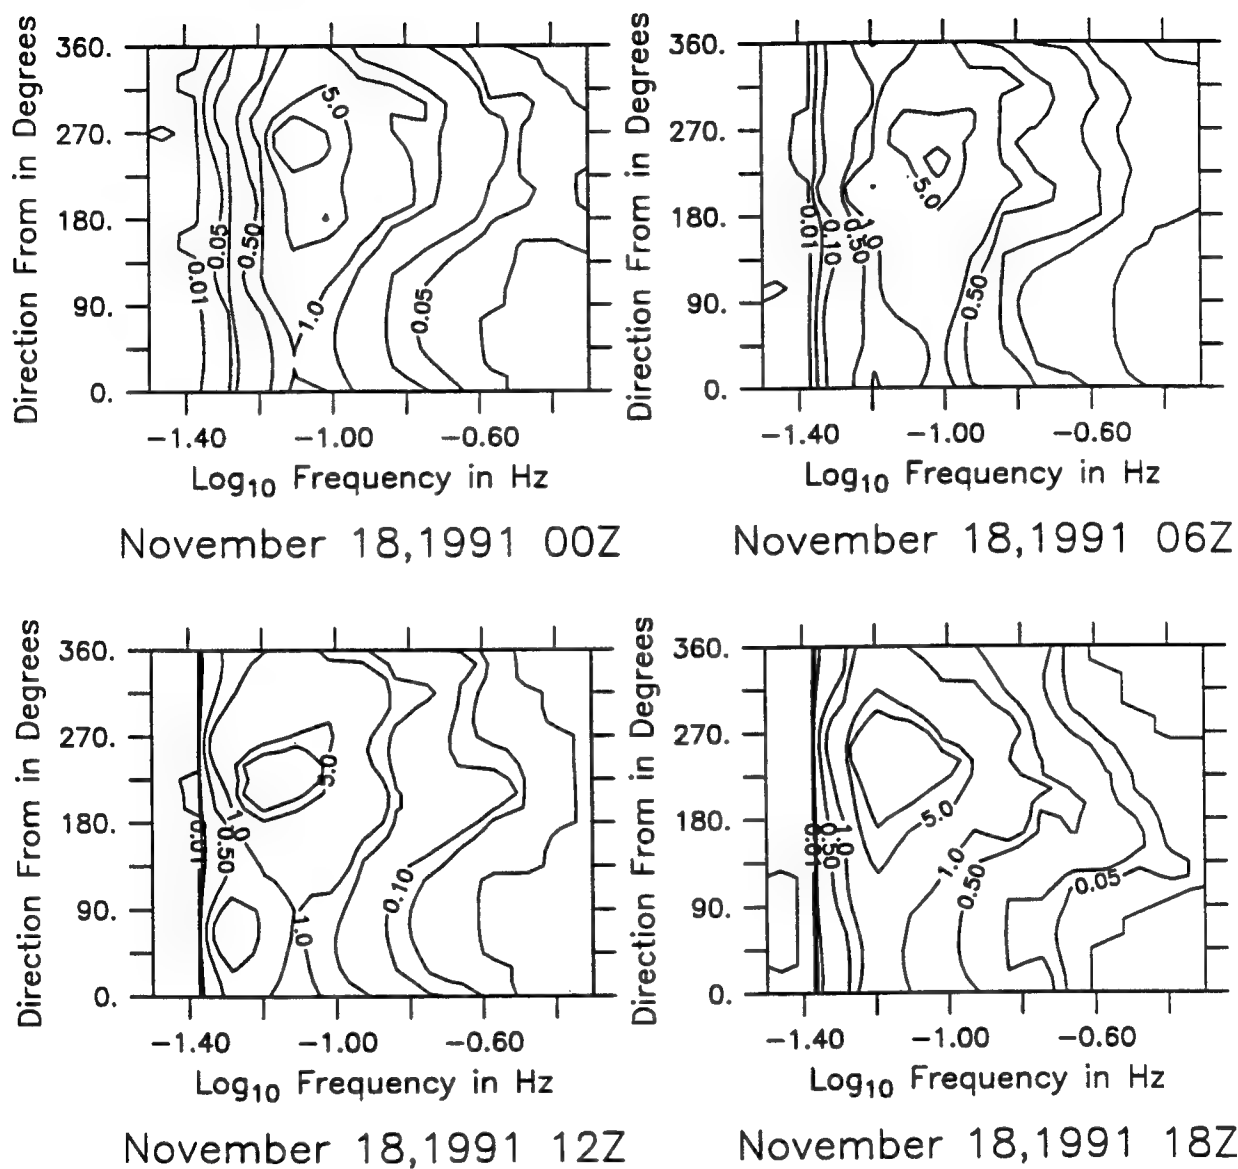 Direction From in Degrees
360.
270.
180.
90.
0.
5.0
0.01
0.05
0.50
1.0
0.05
−1.40 −1.00 −0.60
Log10 Frequency in Hz
November 18,1991 00Z
Direction From in Degrees
360.
270.
180.
90.
0.
5.0
0.01
0.10
0.50
1.0
0.50
−1.40 −1.00 −0.60
Log10 Frequency in Hz
November 18,1991 06Z
Direction From in Degrees
360.
270.
180.
90.
0.
5.0
0.01
0.50
1.0
1.0
0.10
−1.40 −1.00 −0.60
Log10 Frequency in Hz
November 18,1991 12Z
Direction From in Degrees
360.
270.
180.
90.
0.
0.01
0.50
1.0
5.0
1.0
0.50
0.05
−1.40 −1.00 −0.60
Log10 Frequency in Hz
November 18,1991 18Z